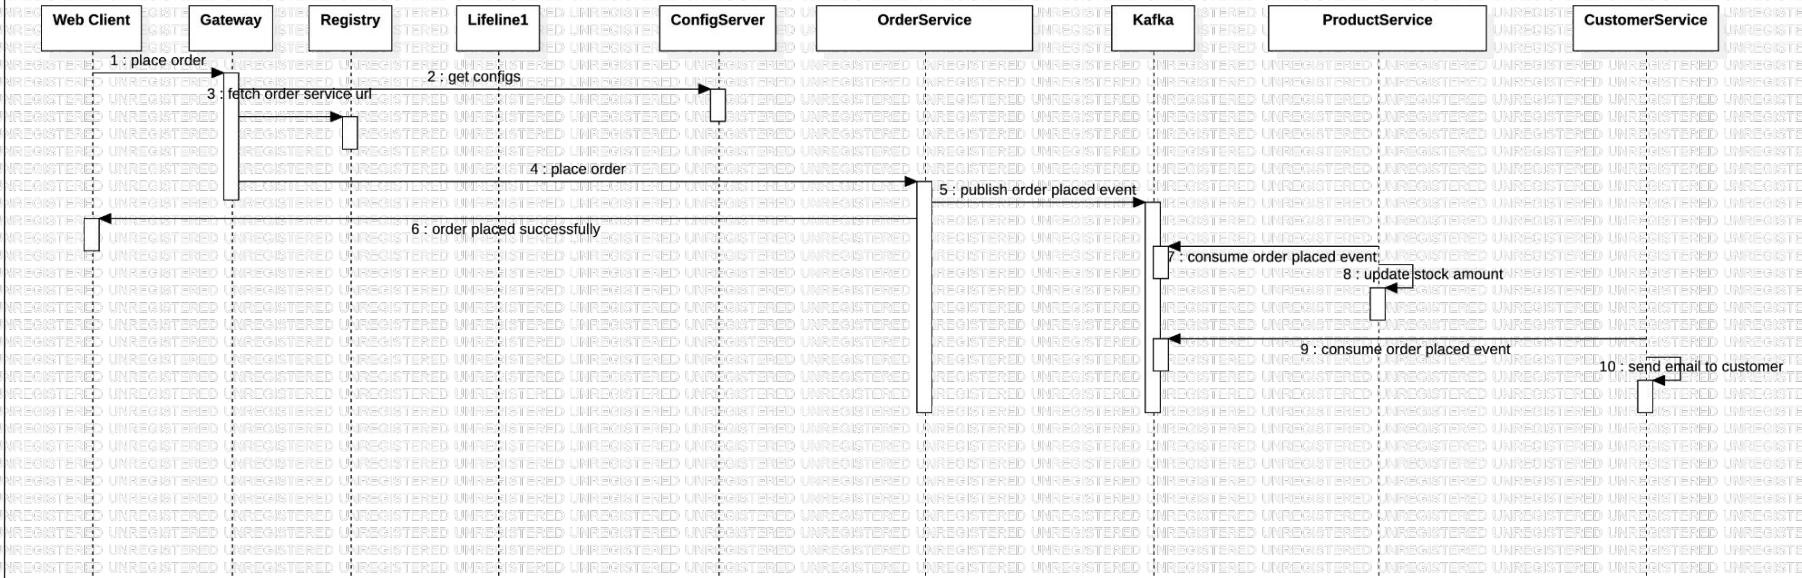 Web Client
Gateway
Registry
Lifeline1
ConfigServer
OrderService
Kafka
ProductService
CustomerService
1 : place order
2 : get configs
3 : fetch order service url
4 : place order
5 : publish order placed event
6 : order placed successfully
7 : consume order placed event
8 : update stock amount
9 : consume order placed event
10 : send email to customer
UNREGISTERED